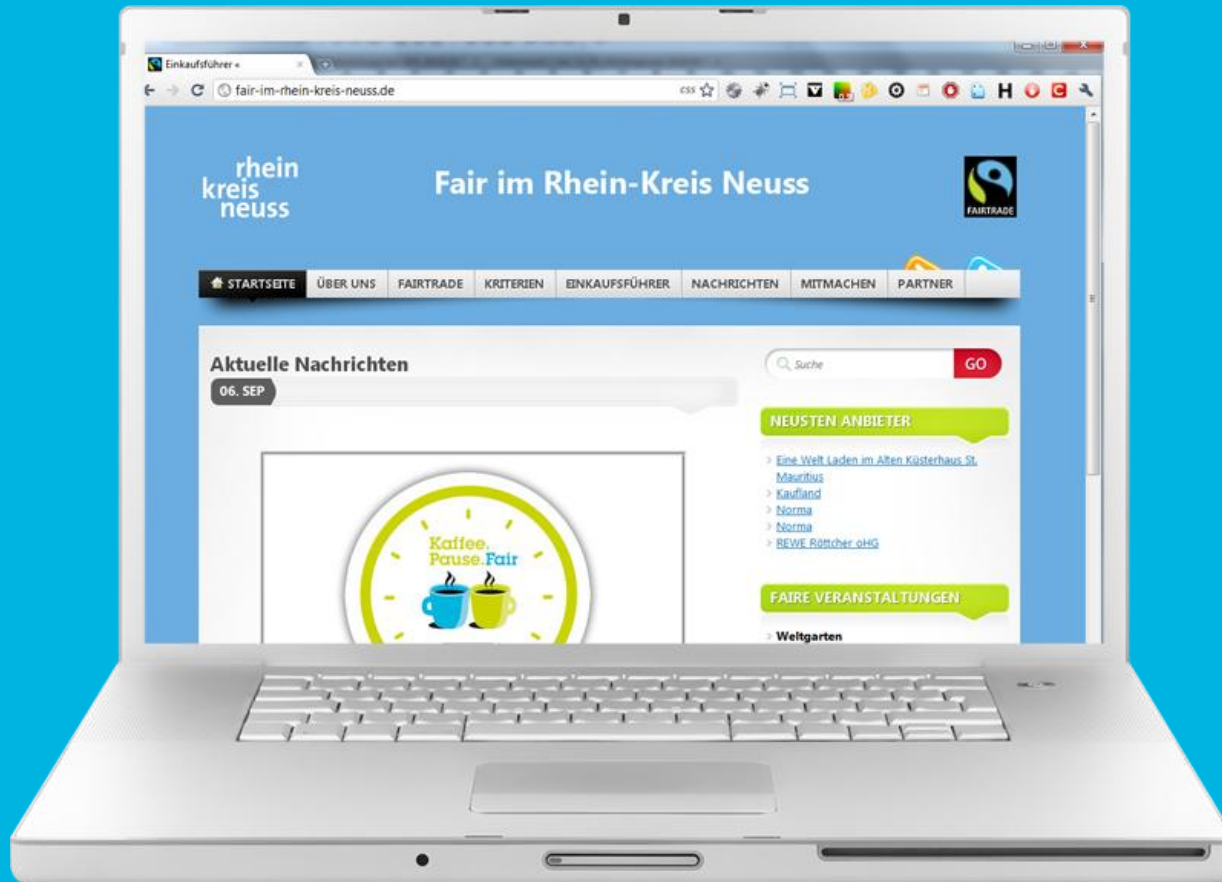 Einkaufsführer «
fair-im-rhein-kreis-neuss.de
css
H
rhein
kreis
neuss
Fair im Rhein-Kreis Neuss
FAIRTRADE
STARTSEITE ÜBER UNS FAIRTRADE KRITERIEN EINKAUFSFÜHRER NACHRICHTEN MITMACHEN PARTNER
Aktuelle Nachrichten
06. SEP
Kaffee.
Pause.Fair
Suche GO
NEUSTEN ANBIETER
Eine Welt Laden im Alten Küsterhaus St.
Mauritius
Kaufland
Norma
Norma
REWE Röttcher oHG
FAIRE VERANSTALTUNGEN
Weltgarten